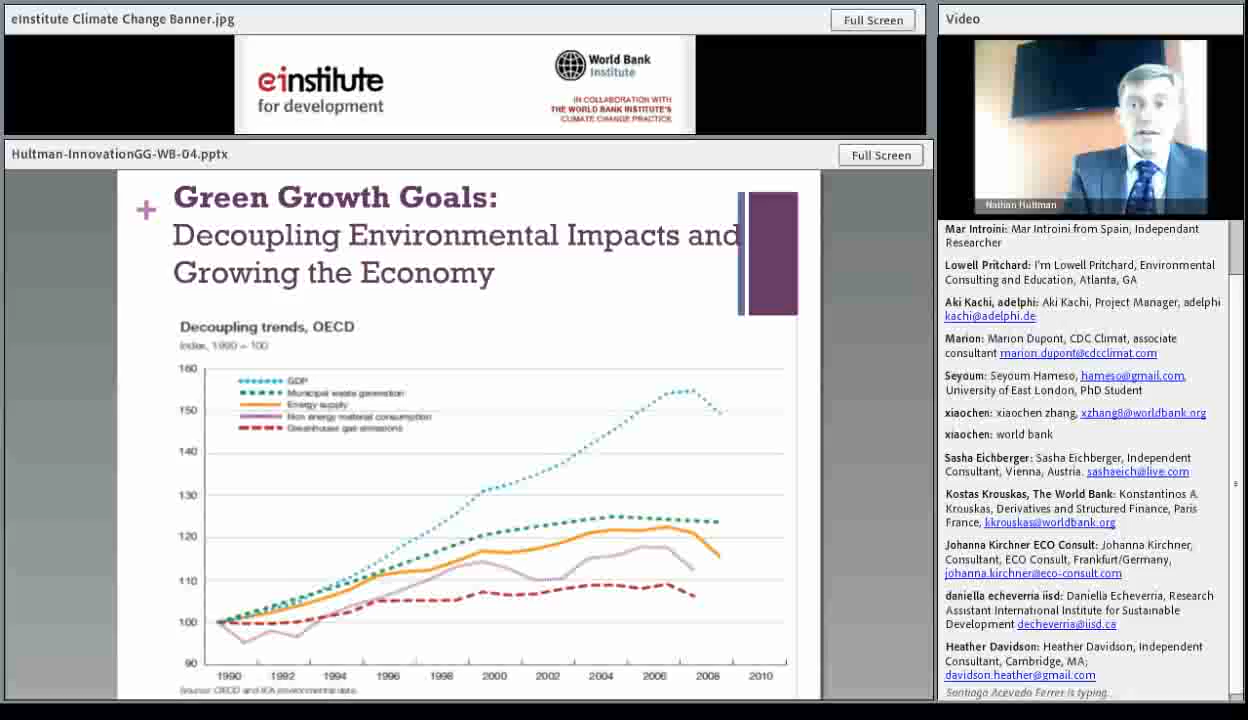 eInstitute Climate Change Banner.jpg
Full Screen
Video
einstitute
for development
World Bank
Institute
IN COLLABORATION WITH
THE WORLD BANK INSTITUTE'S
CLIMATE CHANGE PRACTICE
Hultman-InnovationGG-WB-04.pptx
Full Screen
+ Green Growth Goals:
Decoupling Environmental Impacts and
Growing the Economy
Decoupling trends, OECD
Index, 1990 = 100
160
150
140
130
120
110
100
90
GDP
Municipal waste generation
Energy supply
Non energy material consumption
Greenhouse gas emissions
1990 1992 1994 1996 1998 2000 2002 2004 2006 2008 2010
Source: OECD and IEA environmental data.
Nathan Hultman
Mar Introini: Mar Introini from Spain, Independant
Researcher
Lowell Pritchard: I'm Lowell Pritchard, Environmental
Consulting and Education, Atlanta, GA
Aki Kachi, adelphi: Aki Kachi, Project Manager, adelphi
kachi@adelphi.de
Marion: Marion Dupont, CDC Climat, associate
consultant marion.dupont@cdcclimat.com
Seyoum: Seyoum Hameso, hameso@gmail.com,
University of East London, PhD Student
xiaochen: xiaochen zhang, xzhang8@worldbank.org
xiaochen: world bank
Sasha Eichberger: Sasha Eichberger, Independent
Consultant, Vienna, Austria. sashaeich@live.com
Kostas Krouskas, The World Bank: Konstantinos A.
Krouskas, Derivatives and Structured Finance, Paris
France, kkrouskas@worldbank.org
Johanna Kirchner ECO Consult: Johanna Kirchner,
Consultant, ECO Consult, Frankfurt/Germany,
johanna.kirchner@eco-consult.com
daniella echeverria iisd: Daniella Echeverria, Research
Assistant International Institute for Sustainable
Development decheverria@iisd.ca
Heather Davidson: Heather Davidson, Independent
Consultant, Cambridge, MA;
davidson.heather@gmail.com
Santiago Acevedo Ferrer is typing...